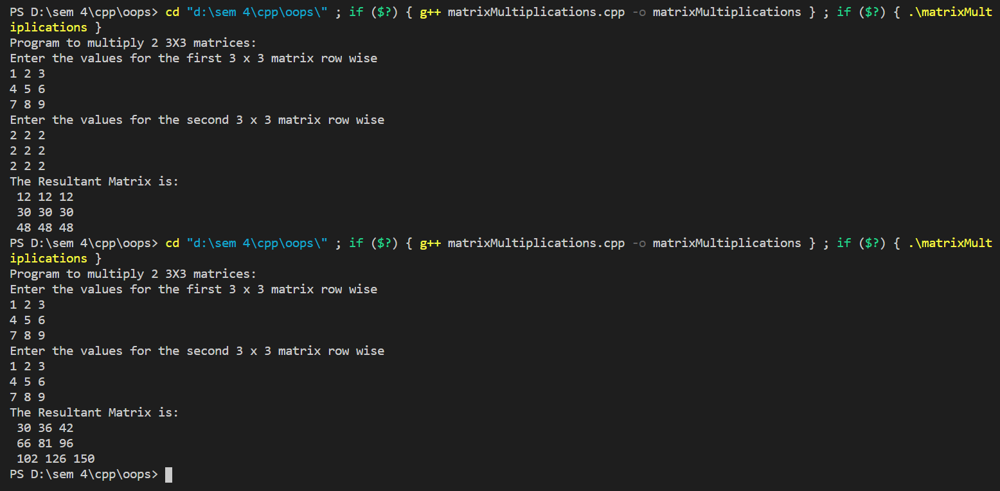 PS D:\sem 4\cpp\oops> cd "d:\sem 4\cpp\oops\" ; if ($?) { g++ matrixMultiplications.cpp -o matrixMultiplications } ; if ($?) { .\matrixMult
iplications }
Program to multiply 2 3X3 matrices:
Enter the values for the first 3 x 3 matrix row wise
1 2 3
4 5 6
7 8 9
Enter the values for the second 3 x 3 matrix row wise
2 2 2
2 2 2
2 2 2
The Resultant Matrix is:
 12 12 12
 30 30 30
 48 48 48
PS D:\sem 4\cpp\oops> cd "d:\sem 4\cpp\oops\" ; if ($?) { g++ matrixMultiplications.cpp -o matrixMultiplications } ; if ($?) { .\matrixMult
iplications }
Program to multiply 2 3X3 matrices:
Enter the values for the first 3 x 3 matrix row wise
1 2 3
4 5 6
7 8 9
Enter the values for the second 3 x 3 matrix row wise
1 2 3
4 5 6
7 8 9
The Resultant Matrix is:
 30 36 42
 66 81 96
 102 126 150
PS D:\sem 4\cpp\oops>